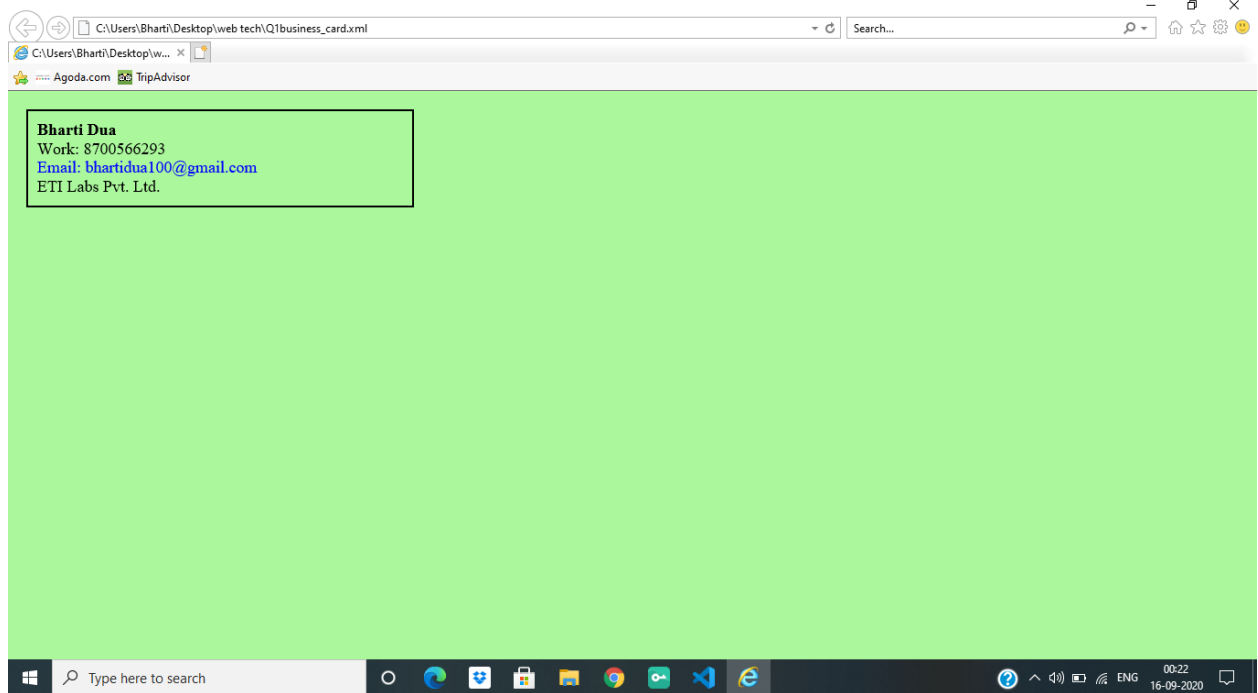 C:\Users\Bharti\Desktop\web tech\Q1business_card.xml
Search...
C:\Users\Bharti\Desktop\w...
Agoda.com TripAdvisor
Bharti Dua
Work: 8700566293
Email: bhartidua100@gmail.com
ETI Labs Pvt. Ltd.
Type here to search
ENG
00:22
16-09-2020